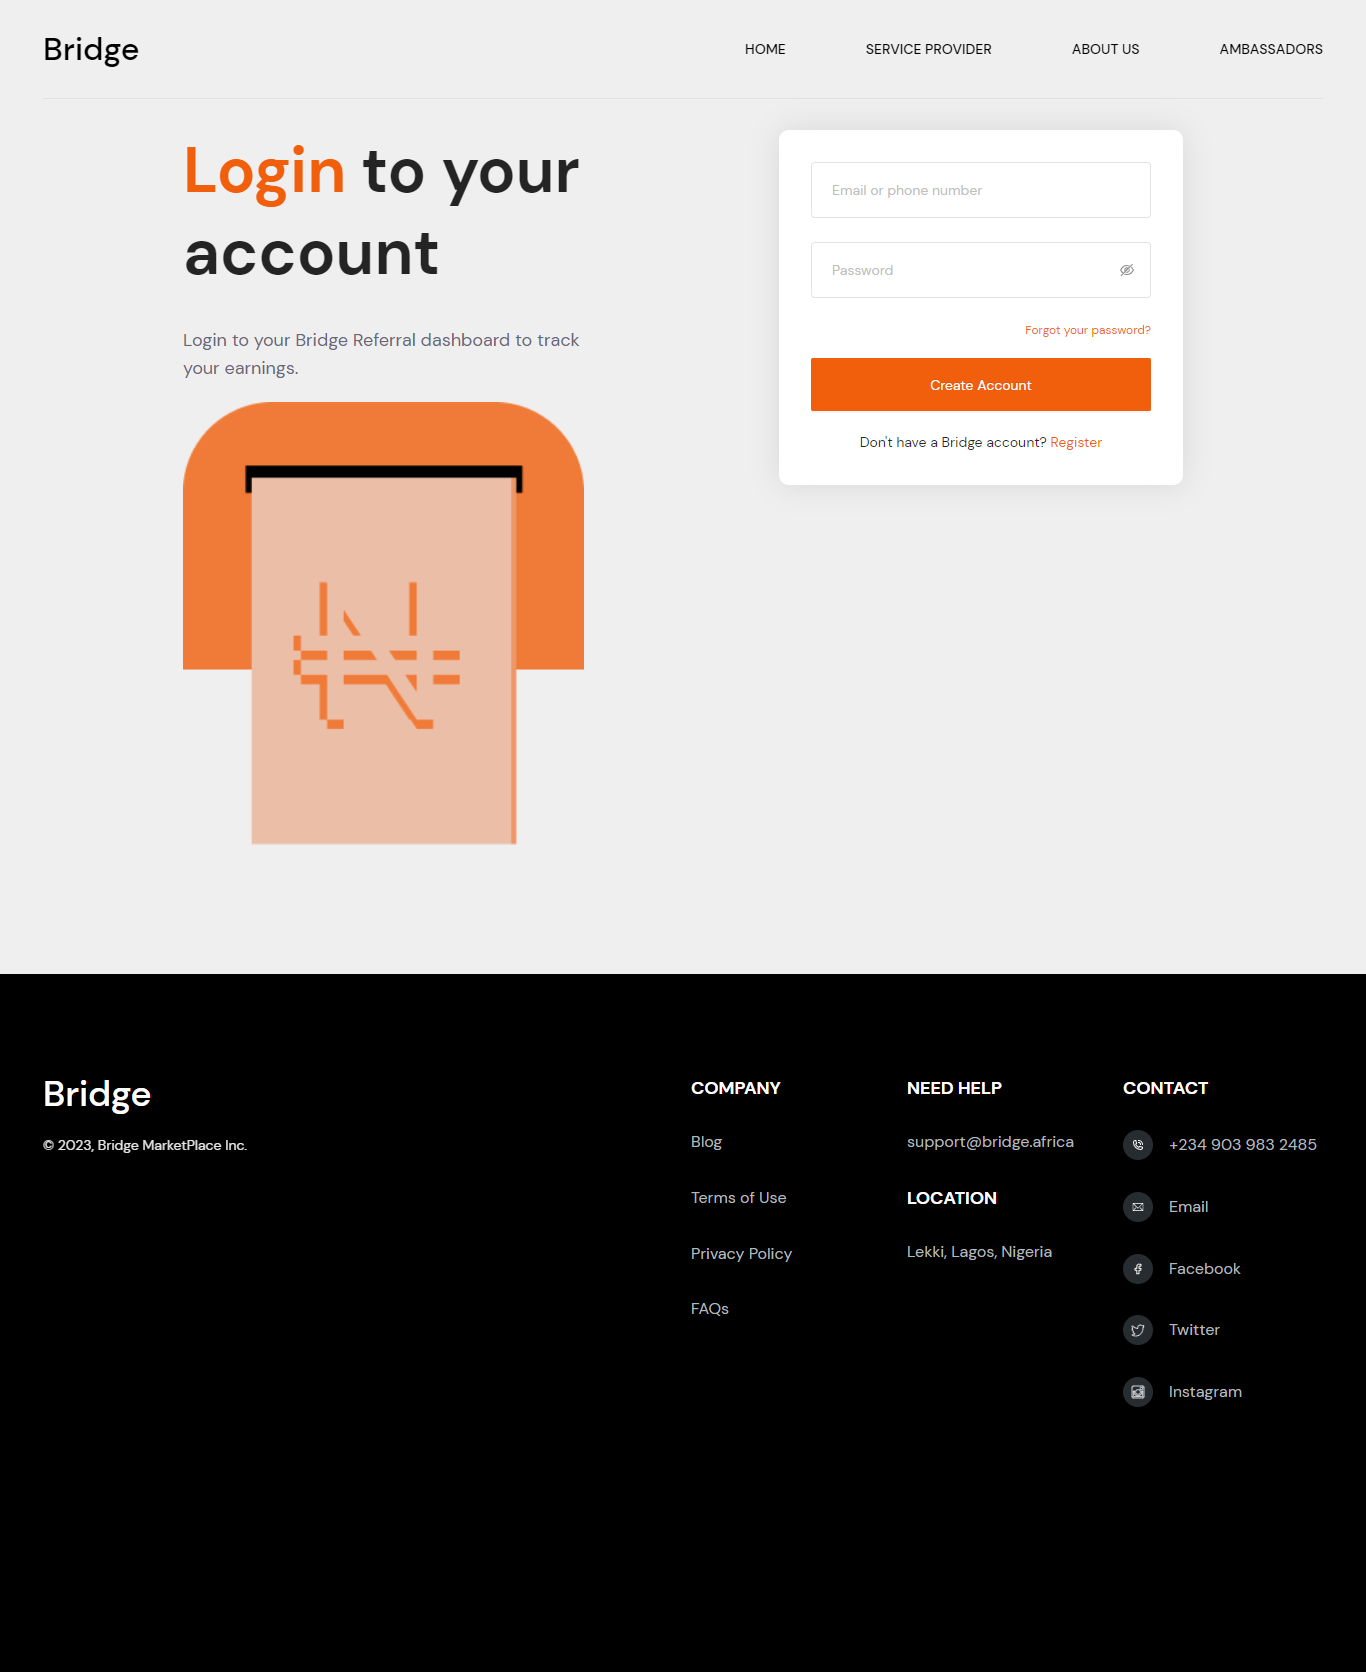 Bridge
HOME
SERVICE PROVIDER
ABOUT US
AMBASSADORS
Login to your
account
Login to your Bridge Referral dashboard to track
your earnings.
Email or phone number
Password
Forgot your password?
Create Account
Don't have a Bridge account? Register
Bridge
© 2023, Bridge MarketPlace Inc.
COMPANY
Blog
Terms of Use
Privacy Policy
FAQs
NEED HELP
support@bridge.africa
LOCATION
Lekki, Lagos, Nigeria
CONTACT
+234 903 983 2485
Email
Facebook
Twitter
Instagram